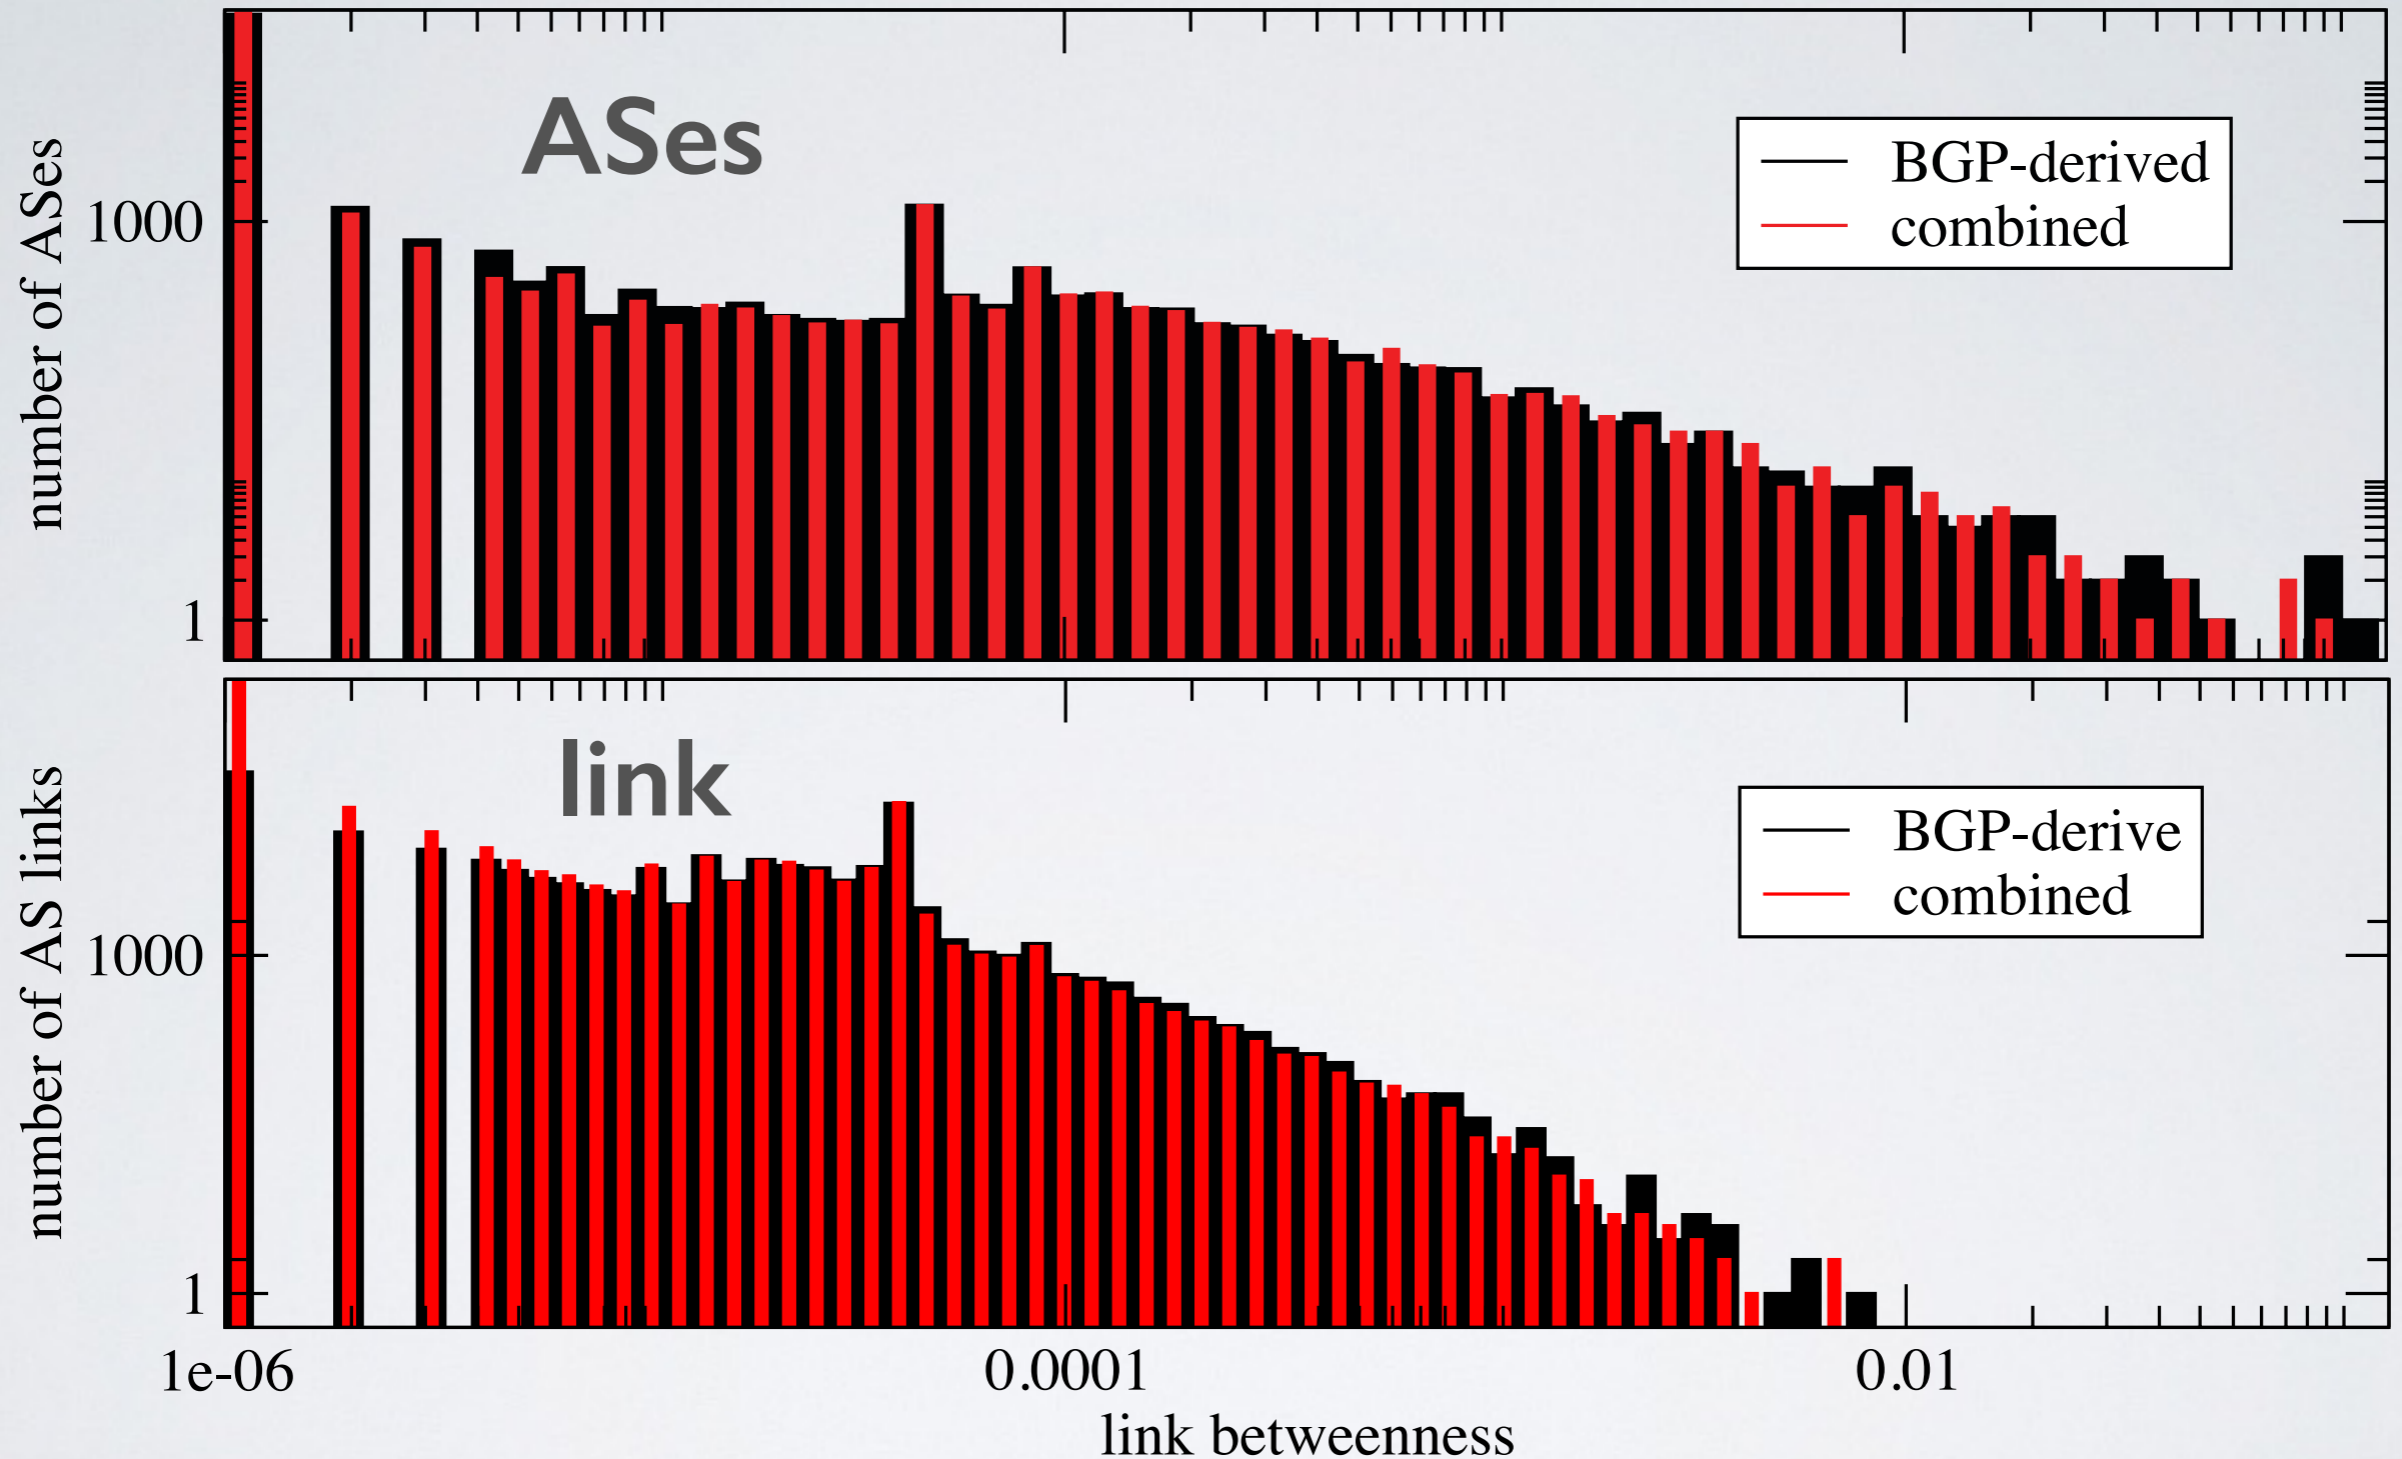 ASes
number of ASes
1000
1
BGP-derived
combined
link
number of AS links
1000
1
BGP-derive
combined
1e-06
0.0001
0.01
link betweenness